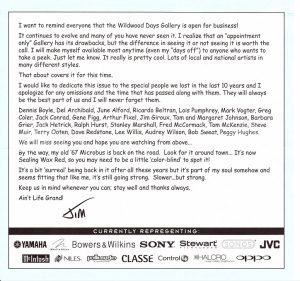 I want to remind everyone that the Wildwood Days Gallery is open for business!
It continues to evolve and many of you have never seen it. I realize that an "appointment
only" Gallery has its drawbacks, but the difference in seeing it or not seeing it is worth the
call. I will make myself available most anytime (even my "days off") to anyone who wants to
take a peek. Just let me know. It really is pretty cool. Lots of local and national artists in
many different styles.
That about covers it for this time.
I would like to dedicate this issue to the special people we lost in the last 10 years and I
apologize for any omissions and the time that has passed along with them. They will always
be the best part of us and I will never forget them.
Dennis Boyle, Del Archibald, June Alford, Ricardo Beltran, Lois Pumphrey, Mark Vogter, Greg
Coler, Jack Conrad, Gene Figg, Arthur Fixel, Jim Giroux, Tom and Margaret Johnson, Barbara
Grier, Jack Hetrick, Ralph Hurst, Stanley Marshall, Fred McCormack, Tom McKenzie, Steve
Muir, Terry Ooten, Dave Redstone, Lee Willis, Audrey Wilson, Bob Sweat, Peggy Hughes
We will miss seeing you and hope you are watching from above...
By the way, my old '67 Microbus is back on the road. Look for it around town... It's now
Sealing Wax Red, so you may need to be a little 'color-blind' to spot it!
It's a bit 'surreal' being back in it after all these years but it's part of my soul somehow and
seems fitting that like me, it's still going strong. Slower...but strong.
Keep us in mind whenever you can; stay well and thanks always.
Ain't Life Grand!
Jim
CURRENTLY REPRESENTING:
YAMAHA Bowers & Wilkins SONY Stewart SONOS JVC
McIntosh NILES polkaudio CLASSÉ Control4 HALCRO oppo